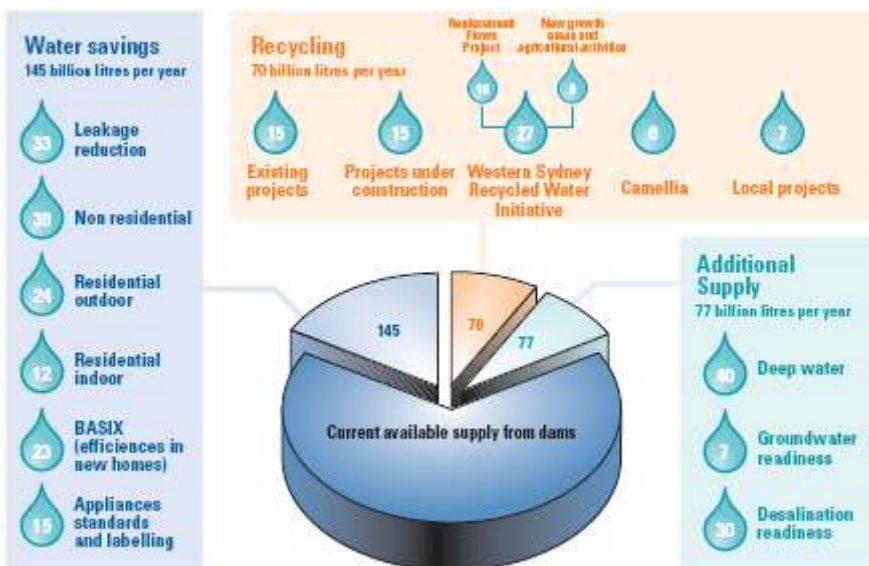 Water savings
145 billion litres per year
33
Leakage
reduction
38
Non residential
24
Residential
outdoor
12
Residential
indoor
23
BASIX
(efficiences in
new homes)
15
Appliances
standards
and labelling
Recycling
70 billion litres per year
15
Existing
projects
15
Projects under
construction
Replacement
Flows
Project
18
New growth
areas and
agricultural activities
27
Western Sydney
Recycled Water
Initiative
6
Camellia
7
Local projects
Additional
Supply
77 billion litres per year
40
Deep water
7
Groundwater
readiness
30
Desalination
readiness
145
70
77
Current available supply from dams